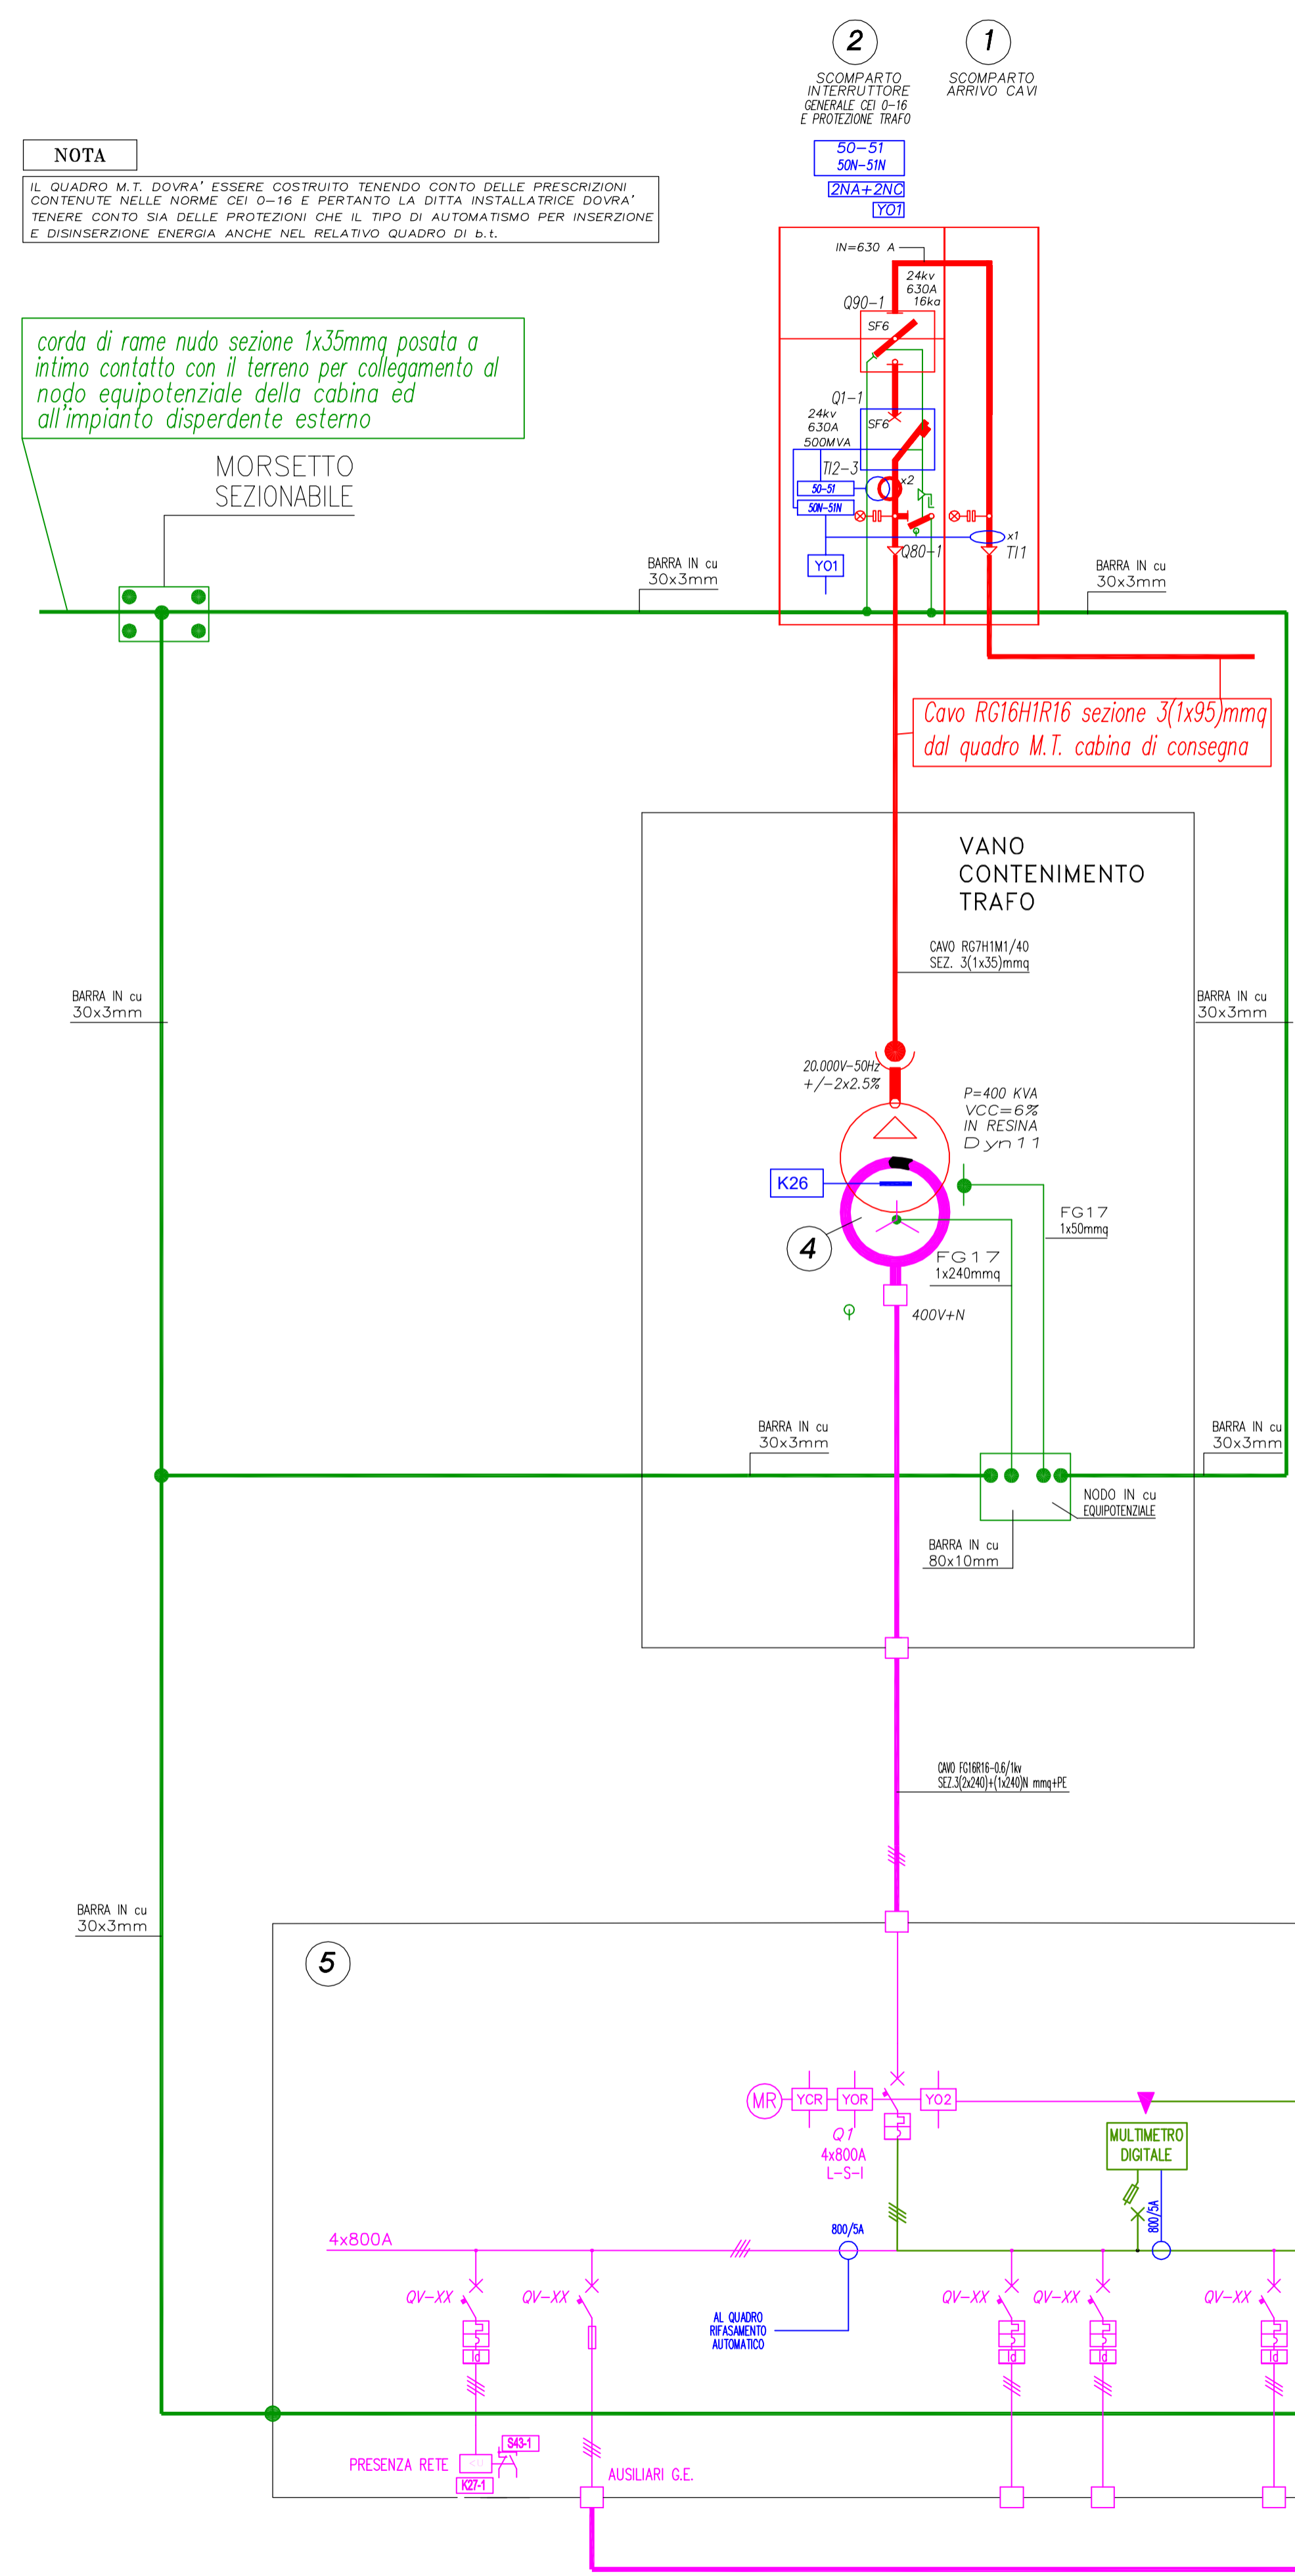 2
1
SCOMPARTO
INTERRUTTORE
GENERALE CEI 0-16
E PROTEZIONE TRAFO
SCOMPARTO
ARRIVO CAVI
50-51
50N-51N
2NA+2NC
YO1
NOTA
IL QUADRO M.T. DOVRA' ESSERE COSTRUITO TENENDO CONTO DELLE PRESCRIZIONI
CONTENUTE NELLE NORME CEI 0-16 E PERTANTO LA DITTA INSTALLATRICE DOVRA'
TENERE CONTO SIA DELLE PROTEZIONI CHE IL TIPO DI AUTOMATISMO PER INSERZIONE
E DISINSERZIONE ENERGIA ANCHE NEL RELATIVO QUADRO DI b.t.
IN=630 A
24kv
630A
16ka
Q90-1
SF6
corda di rame nudo sezione 1x35mmq posata a
intimo contatto con il terreno per collegamento al
nodo equipotenziale della cabina ed
all'impianto disperdente esterno
Q1-1
24kv
630A
500MVA
SF6
TI2-3
x2
50-51
50N-51N
x1
TI1
Q80-1
YO1
MORSETTO
SEZIONABILE
BARRA IN cu
30x3mm
BARRA IN cu
30x3mm
Cavo RG16H1R16 sezione 3(1x95)mmq
dal quadro M.T. cabina di consegna
VANO
CONTENIMENTO
TRAFO
CAVO RG7H1M1/40
SEZ. 3(1x35)mmq
BARRA IN cu
30x3mm
BARRA IN cu
30x3mm
20.000V-50Hz
+/-2x2.5%
P=400 KVA
VCC=6%
IN RESINA
Dyn11
K26
4
FG17
1x50mmq
FG17
1x240mmq
400V+N
BARRA IN cu
30x3mm
BARRA IN cu
30x3mm
NODO IN cu
EQUIPOTENZIALE
BARRA IN cu
80x10mm
CAVO FG16R16-0.6/1kv
SEZ.3(2x240)+(1x240)N mmq+PE
BARRA IN cu
30x3mm
5
MR
YCR
YOR
YO2
Q1
4x800A
L-S-I
MULTIMETRO
DIGITALE
800/5A
800/5A
4x800A
QV-XX
QV-XX
QV-XX
QV-XX
QV-XX
AL QUADRO
RIFASAMENTO
AUTOMATICO
Id
Id
Id
Id
S43-1
PRESENZA RETE
K27-1
AUSILIARI G.E.